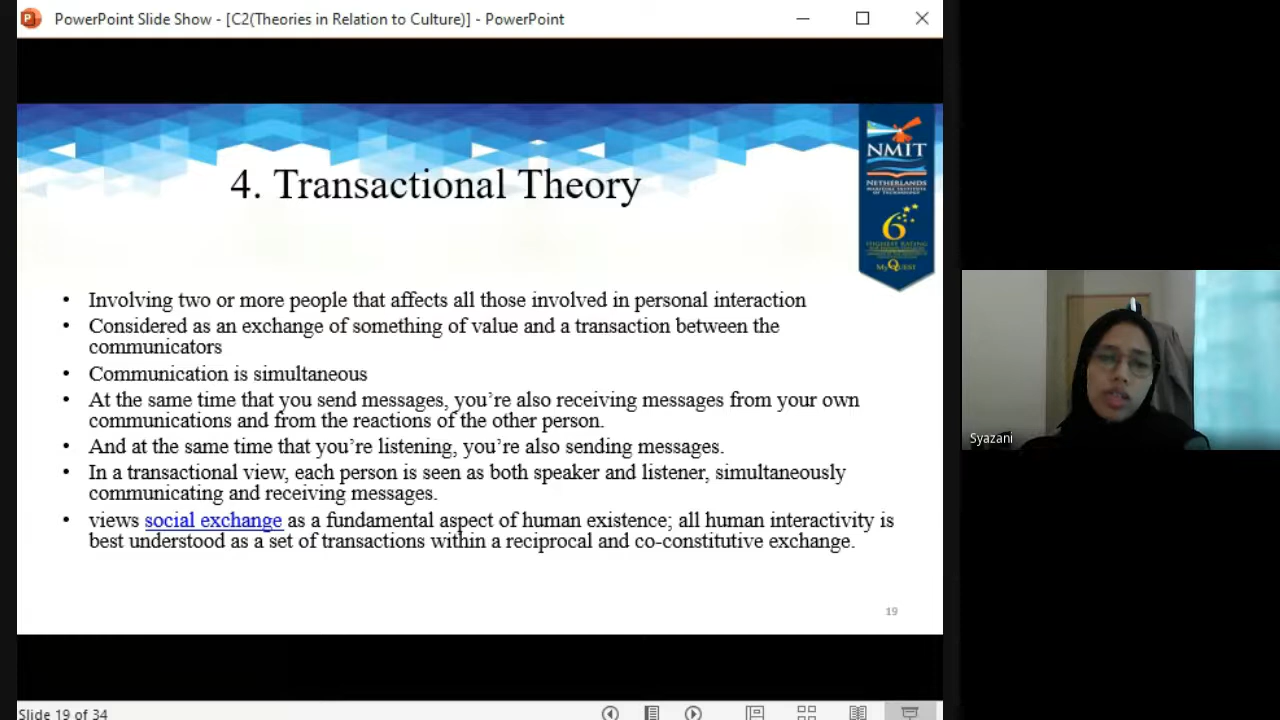 PowerPoint Slide Show - [C2(Theories in Relation to Culture)] - PowerPoint
4. Transactional Theory
NMIT
NETHERLANDS
MARITIME INSTITUTE
OF TECHNOLOGY
6
HIGHEST RATING
MyQUEST
• Involving two or more people that affects all those involved in personal interaction
• Considered as an exchange of something of value and a transaction between the
communicators
• Communication is simultaneous
• At the same time that you send messages, you’re also receiving messages from your own
communications and from the reactions of the other person.
• And at the same time that you’re listening, you’re also sending messages.
• In a transactional view, each person is seen as both speaker and listener, simultaneously
communicating and receiving messages.
• views social exchange as a fundamental aspect of human existence; all human interactivity is
best understood as a set of transactions within a reciprocal and co-constitutive exchange.
19
Syazani
Slide 19 of 34